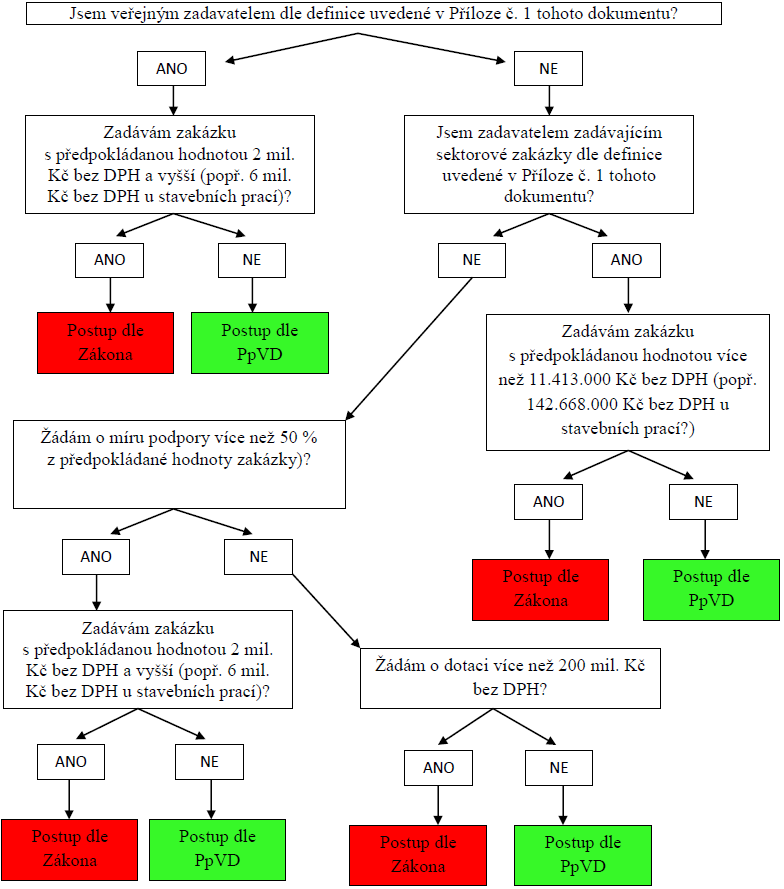 Jsem veřejným zadavatelem dle definice uvedené v Příloze č. 1 tohoto dokumentu?
ANO
NE
Zadávám zakázku
s předpokládanou hodnotou 2 mil.
Kč bez DPH a vyšší (popř. 6 mil.
Kč bez DPH u stavebních prací)?
Jsem zadavatelem zadávajícím
sektorové zakázky dle definice
uvedené v Příloze č. 1 tohoto
dokumentu?
ANO
NE
NE
ANO
Postup dle
Zákona
Postup dle
PpVD
Zadávám zakázku
s předpokládanou hodnotou více
než 11.413.000 Kč bez DPH (popř.
142.668.000 Kč bez DPH u
stavebních prací?)
Žádám o míru podpory více než 50 %
z předpokládané hodnoty zakázky)?
ANO
NE
ANO
NE
Postup dle
Zákona
Postup dle
PpVD
Zadávám zakázku
s předpokládanou hodnotou 2 mil.
Kč bez DPH a vyšší (popř. 6 mil.
Kč bez DPH u stavebních prací)?
Žádám o dotaci více než 200 mil. Kč
bez DPH?
ANO
NE
ANO
NE
Postup dle
Zákona
Postup dle
PpVD
Postup dle
Zákona
Postup dle
PpVD